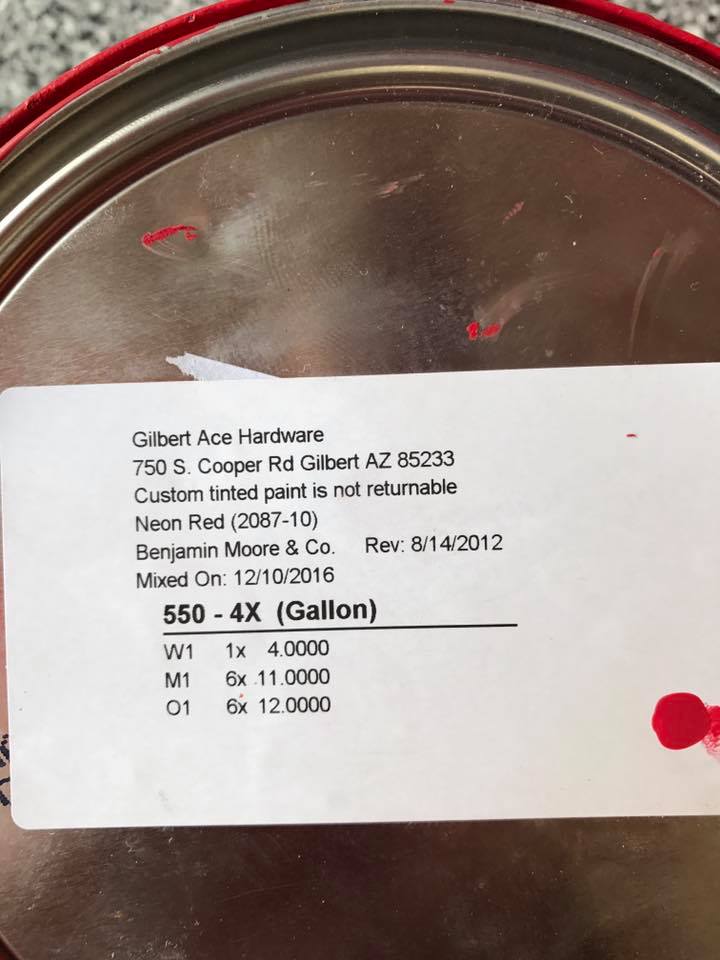 Gilbert Ace Hardware
750 S. Cooper Rd Gilbert AZ 85233
Custom tinted paint is not returnable
Neon Red (2087-10)
Benjamin Moore & Co. Rev: 8/14/2012
Mixed On: 12/10/2016
550 - 4X (Gallon)
W1 1x 4.0000
M1 6x 11.0000
O1 6x 12.0000